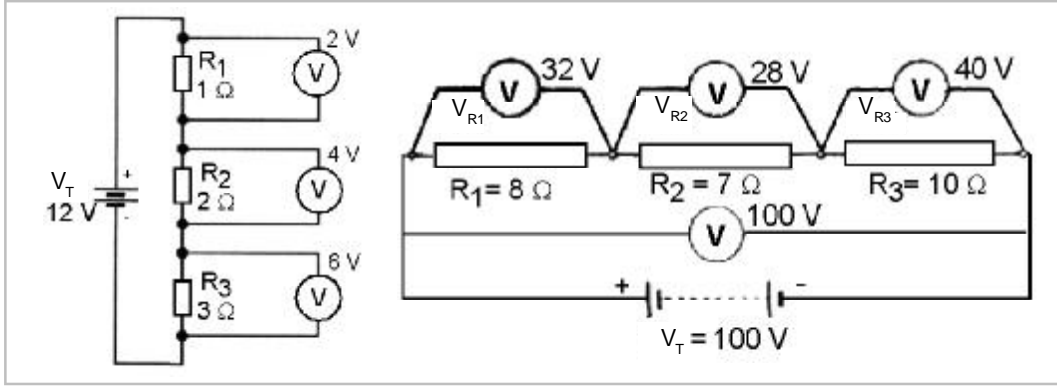 2 V
R1
1 Ω
V
4 V
R2
2 Ω
V
VT
12 V
+
-
6 V
R3
3 Ω
V
32 V
28 V
40 V
V
V
V
VR1
VR2
VR3
R1= 8 Ω
R2 = 7 Ω
R3= 10 Ω
100 V
V
+
-
VT = 100 V